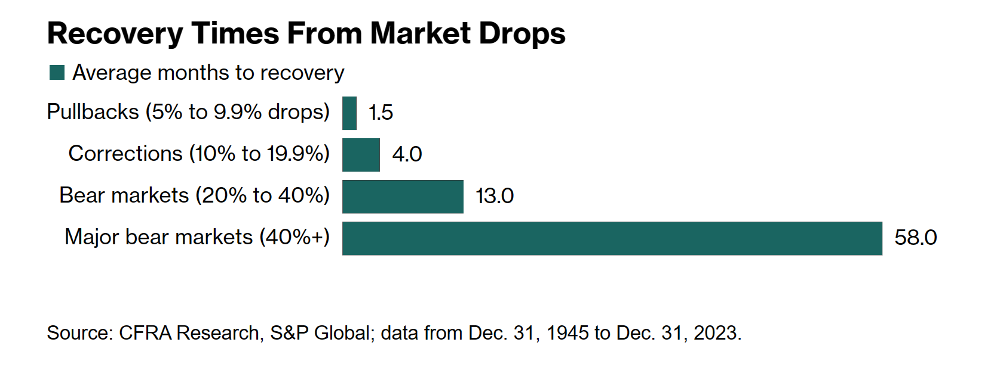 Recovery Times From Market Drops
Average months to recovery
Pullbacks (5% to 9.9% drops) 1.5
Corrections (10% to 19.9%) 4.0
Bear markets (20% to 40%) 13.0
Major bear markets (40%+) 58.0
Source: CFRA Research, S&P Global; data from Dec. 31, 1945 to Dec. 31, 2023.